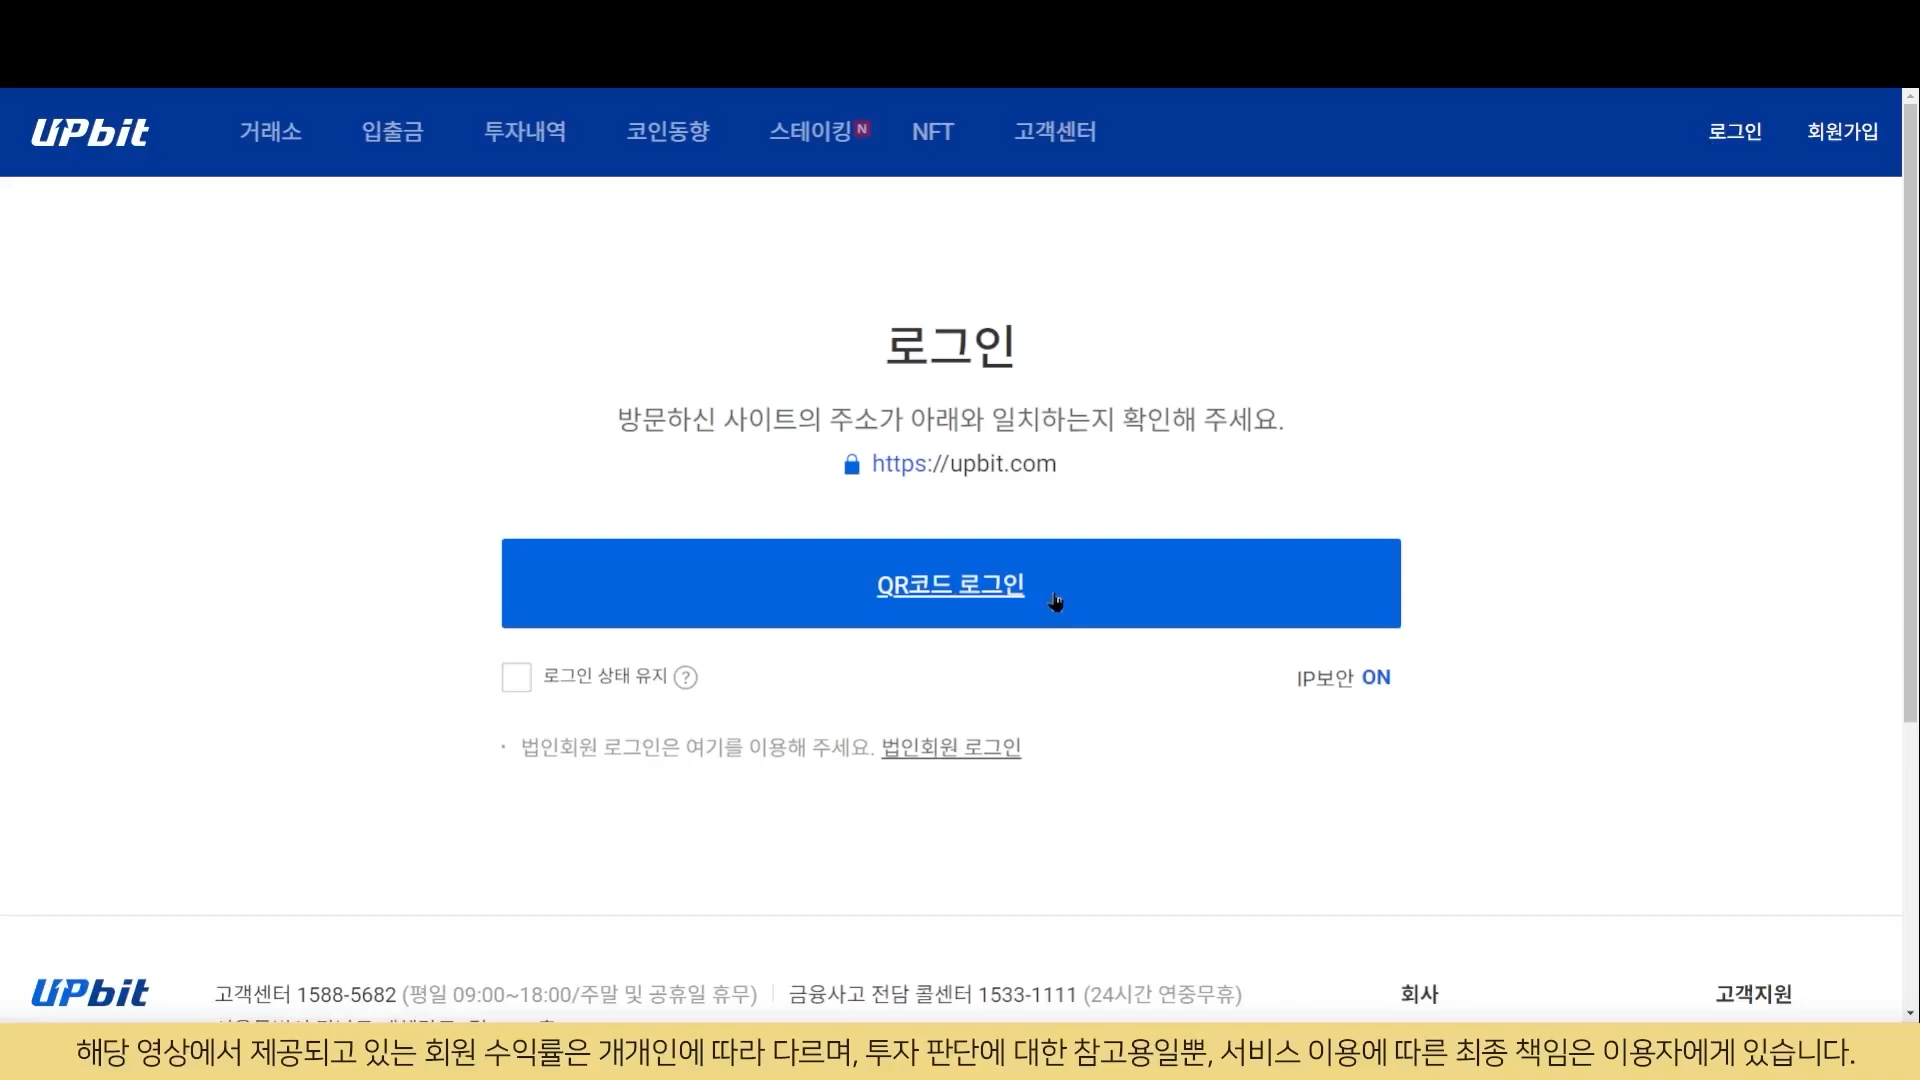 UPbit 거래소 입출금 투자내역 코인동향 스테이킹 N NFT 고객센터 로그인 회원가입
로그인
방문하신 사이트의 주소가 아래와 일치하는지 확인해 주세요.
https://upbit.com
QR코드 로그인
로그인 상태 유지 ? IP보안 ON
· 법인회원 로그인은 여기를 이용해 주세요. 법인회원 로그인
UPbit 고객센터 1588-5682 (평일 09:00~18:00/주말 및 공휴일 휴무) 금융사고 전담 콜센터 1533-1111 (24시간 연중무휴) 회사 고객지원
해당 영상에서 제공되고 있는 회원 수익률은 개개인에 따라 다르며, 투자 판단에 대한 참고용일뿐, 서비스 이용에 따른 최종 책임은 이용자에게 있습니다.